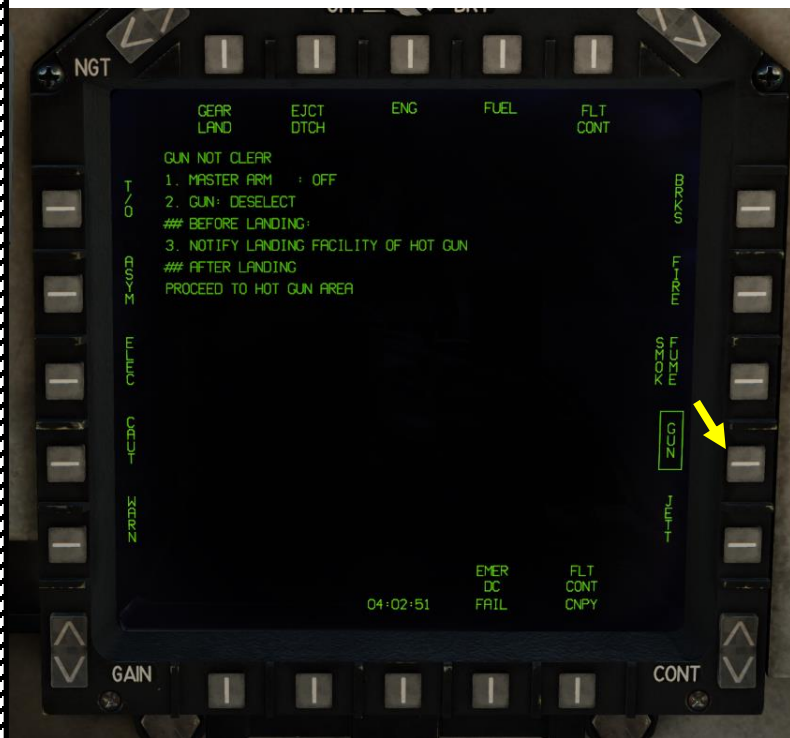 OFF DRY
NGT
GEAR LAND
EJCT DTCH
ENG
FUEL
FLT CONT
T/O
ASYM
ELEC
CAUT
WARN
GUN NOT CLEAR
1. MASTER ARM : OFF
2. GUN: DESELECT
## BEFORE LANDING:
3. NOTIFY LANDING FACILITY OF HOT GUN
## AFTER LANDING
PROCEED TO HOT GUN AREA
BRKS
FIRE
SMOK FUME
GUN
JETT
04:02:51
EMER DC FAIL
FLT CONT CNPY
GAIN
CONT